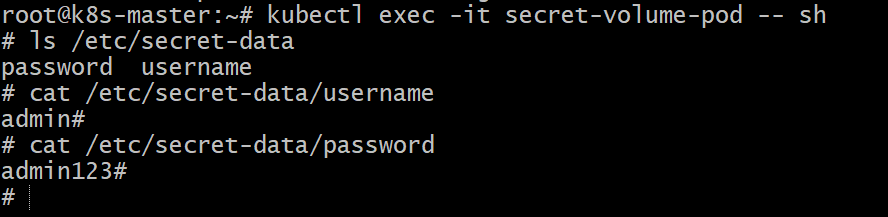 root@k8s-master:~# kubectl exec -it secret-volume-pod -- sh
# ls /etc/secret-data
password  username
# cat /etc/secret-data/username
admin#
# cat /etc/secret-data/password
admin123#
#